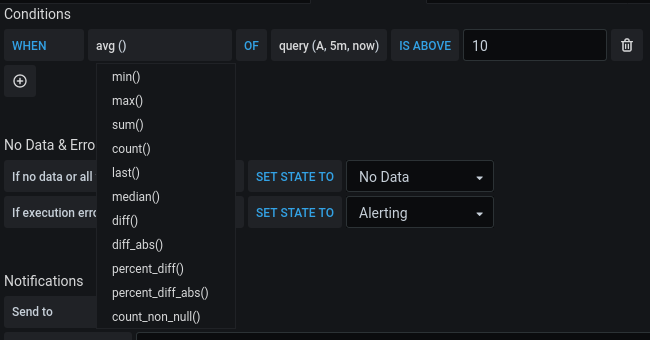 Conditions
WHEN avg () OF query (A, 5m, now) IS ABOVE 10
min()
max()
sum()
count()
last()
median()
diff()
diff_abs()
percent_diff()
percent_diff_abs()
count_non_null()
No Data & Erro
If no data or all SET STATE TO No Data
If execution erro SET STATE TO Alerting
Notifications
Send to